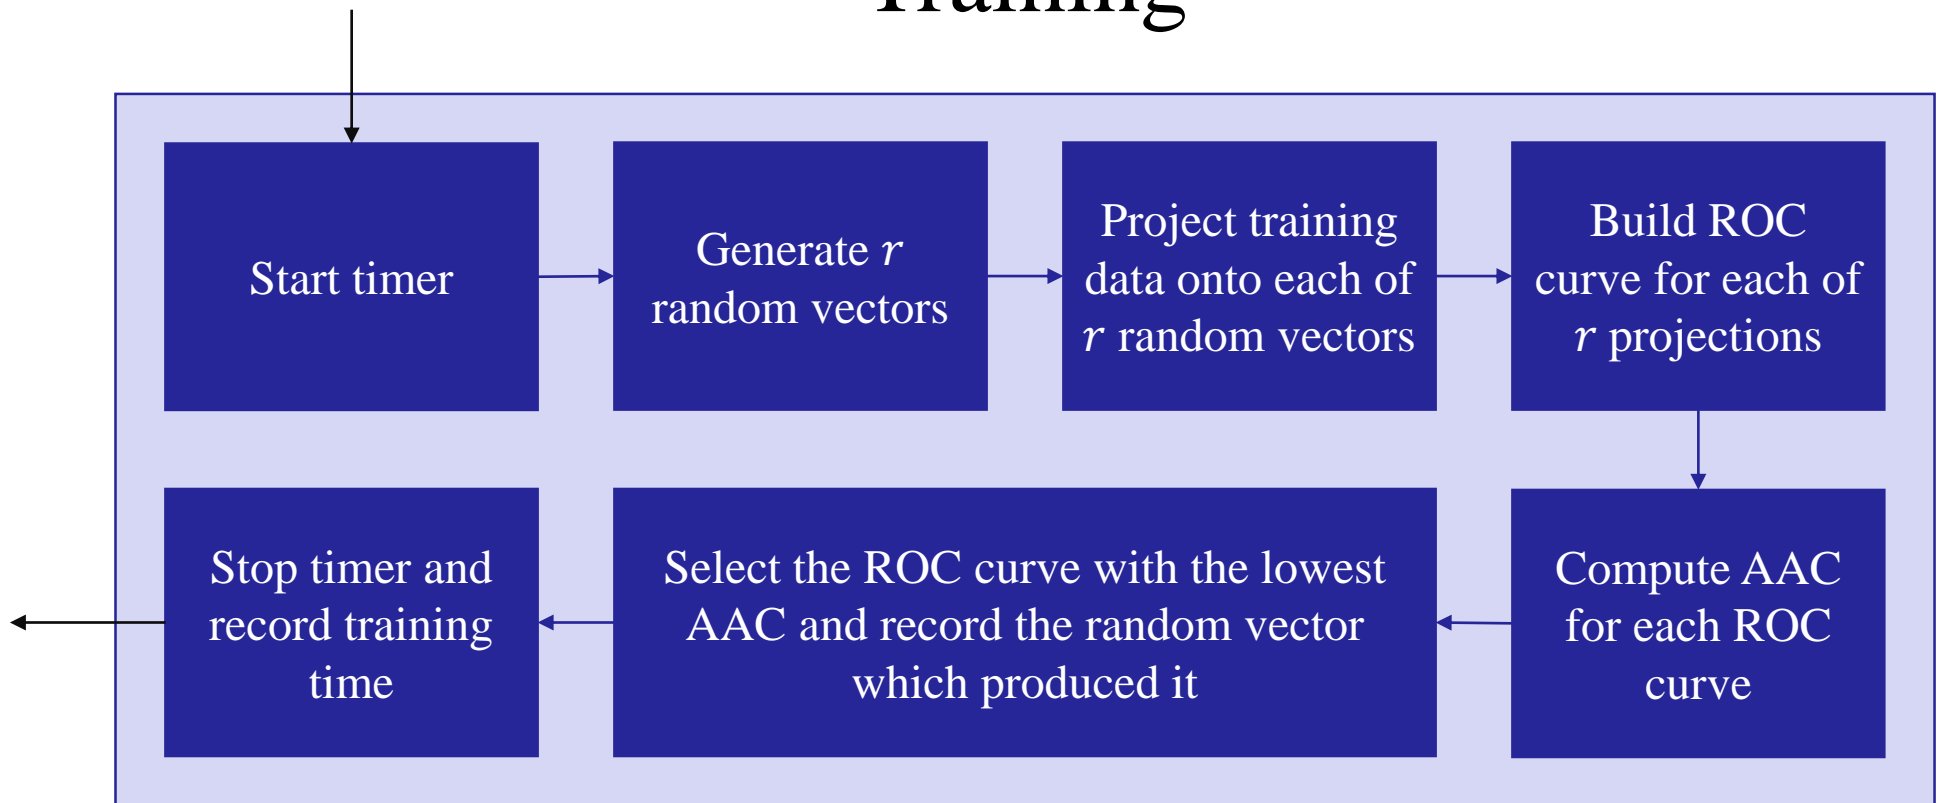 Training
Start timer
Generate r
random vectors
Project training
data onto each of
r random vectors
Build ROC
curve for each of
r projections
Compute AAC
for each ROC
curve
Select the ROC curve with the lowest
AAC and record the random vector
which produced it
Stop timer and
record training
time